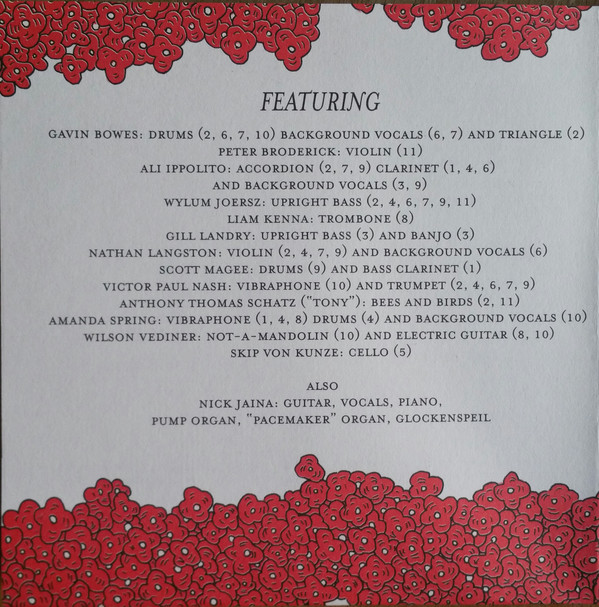 FEATURING
GAVIN BOWES: DRUMS (2, 6, 7, 10) BACKGROUND VOCALS (6, 7) AND TRIANGLE (2)
PETER BRODERICK: VIOLIN (11)
ALI IPPOLITO: ACCORDION (2, 7, 9) CLARINET (1, 4, 6)
AND BACKGROUND VOCALS (3, 9)
WYLUM JOERSZ: UPRIGHT BASS (2, 4, 6, 7, 9, 11)
LIAM KENNA: TROMBONE (8)
GILL LANDRY: UPRIGHT BASS (3) AND BANJO (3)
NATHAN LANGSTON: VIOLIN (2, 4, 7, 9) AND BACKGROUND VOCALS (6)
SCOTT MAGEE: DRUMS (9) AND BASS CLARINET (1)
VICTOR PAUL NASH: VIBRAPHONE (10) AND TRUMPET (2, 4, 6, 7, 9)
ANTHONY THOMAS SCHATZ ("TONY"): BEES AND BIRDS (2, 11)
AMANDA SPRING: VIBRAPHONE (1, 4, 8) DRUMS (4) AND BACKGROUND VOCALS (10)
WILSON VEDINER: NOT-A-MANDOLIN (10) AND ELECTRIC GUITAR (8, 10)
SKIP VON KUNZE: CELLO (5)
ALSO
NICK JAINA: GUITAR, VOCALS, PIANO,
PUMP ORGAN, "PACEMAKER" ORGAN, GLOCKENSPEIL